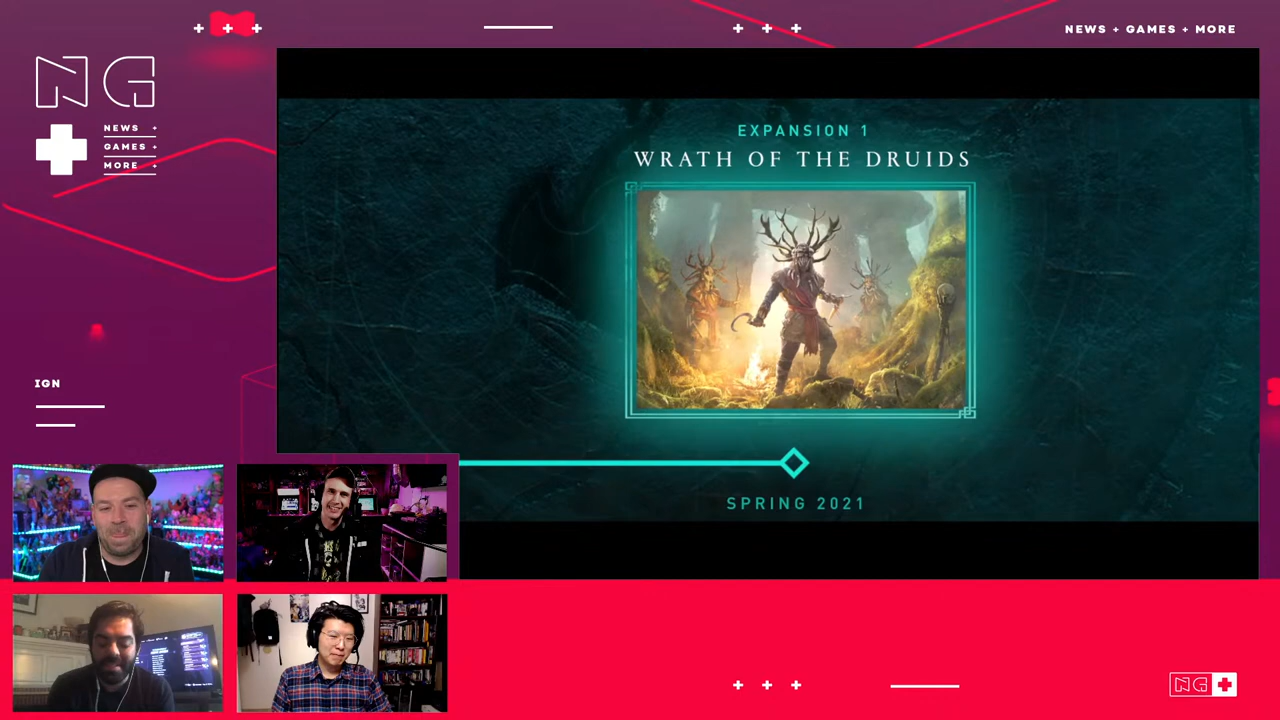 NEWS + GAMES + MORE
NG
NEWS +
GAMES +
MORE +
EXPANSION 1
WRATH OF THE DRUIDS
SPRING 2021
IGN
NG+